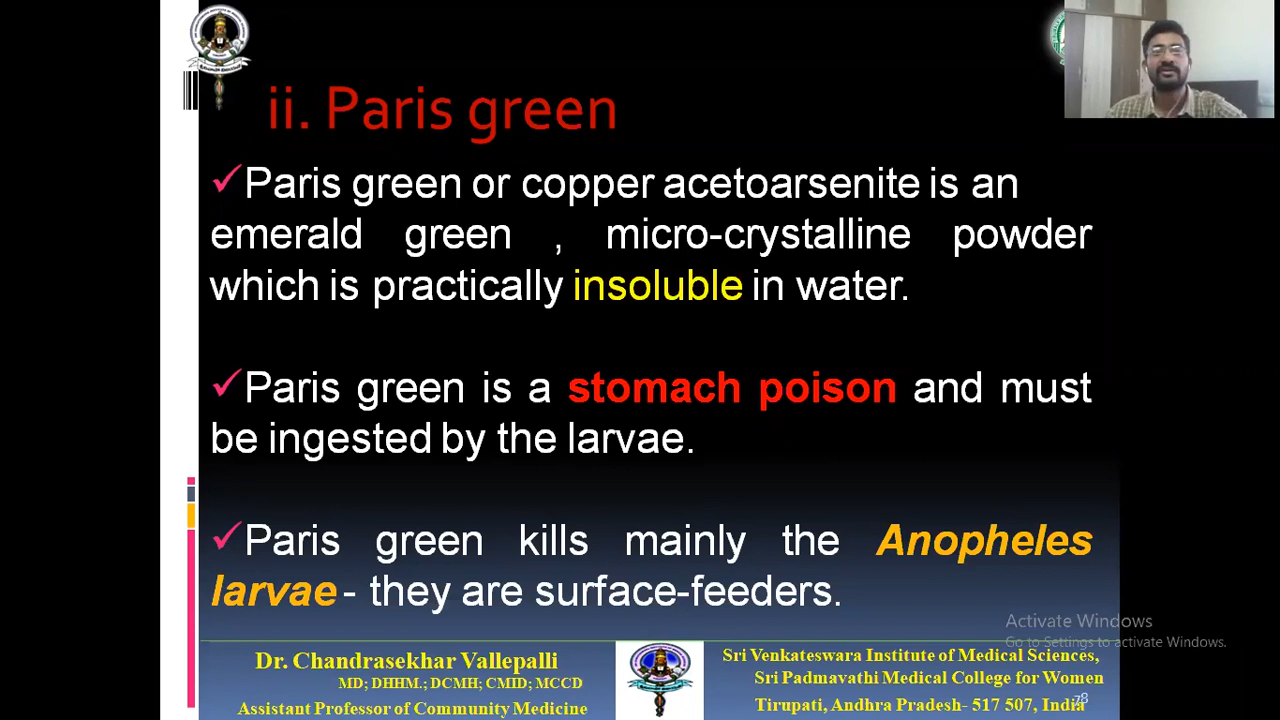 ii. Paris green
✓Paris green or copper acetoarsenite is an
emerald green , micro-crystalline powder
which is practically insoluble in water.
✓Paris green is a stomach poison and must
be ingested by the larvae.
✓Paris green kills mainly the Anopheles
larvae - they are surface-feeders.
Activate Windows
Go to Settings to activate Windows.
Dr. Chandrasekhar Vallepalli
MD; DHHM.; DCMH; CMID; MCCD
Assistant Professor of Community Medicine
Sri Venkateswara Institute of Medical Sciences,
Sri Padmavathi Medical College for Women
Tirupati, Andhra Pradesh- 517 507, India
78